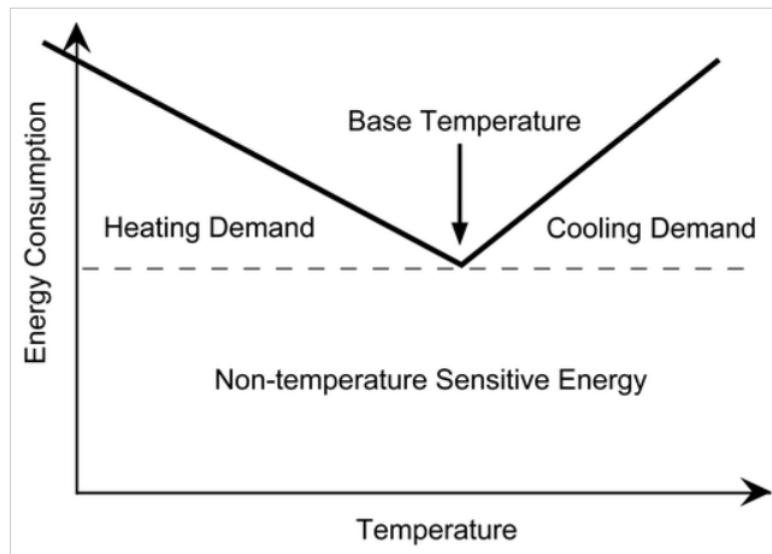 Base Temperature
Heating Demand
Cooling Demand
Energy Consumption
Non-temperature Sensitive Energy
Temperature